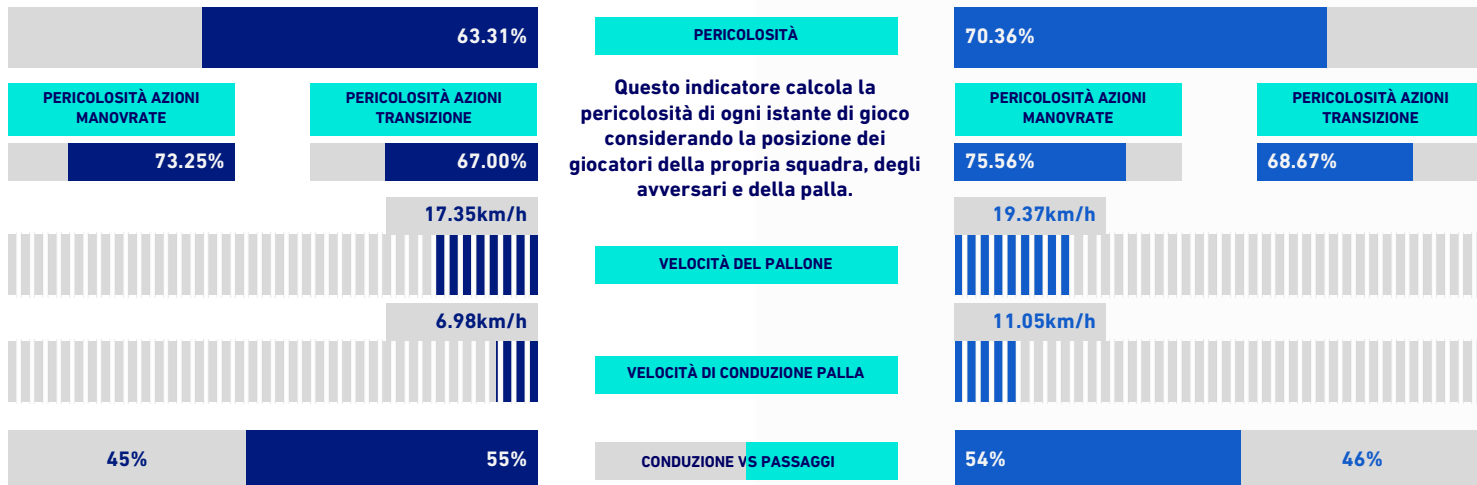 63.31%
PERICOLOSITÀ
70.36%
PERICOLOSITÀ AZIONI
MANOVRATE
PERICOLOSITÀ AZIONI
TRANSIZIONE
73.25%
67.00%
Questo indicatore calcola la
pericolosità di ogni istante di gioco
considerando la posizione dei
giocatori della propria squadra, degli
avversari e della palla.
PERICOLOSITÀ AZIONI
MANOVRATE
PERICOLOSITÀ AZIONI
TRANSIZIONE
75.56%
68.67%
17.35km/h
VELOCITÀ DEL PALLONE
19.37km/h
6.98km/h
VELOCITÀ DI CONDUZIONE PALLA
11.05km/h
45%
55%
CONDUZIONE VS PASSAGGI
54%
46%